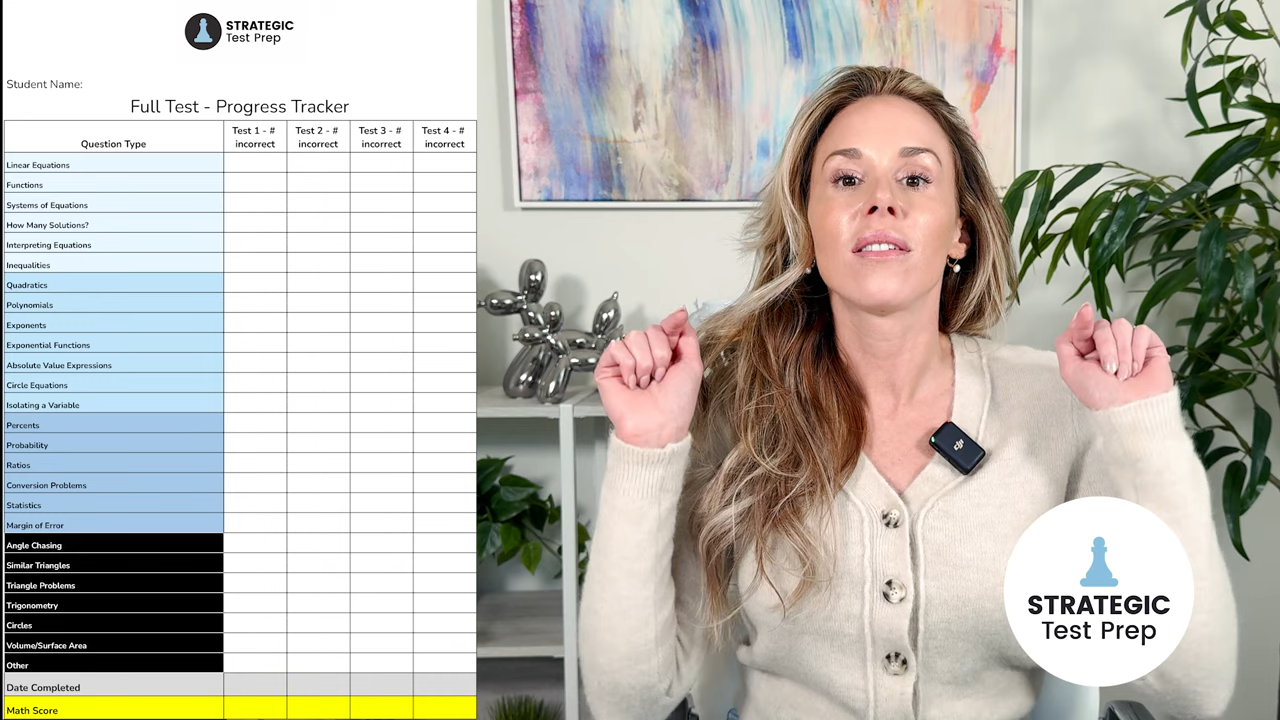 STRATEGIC
Test Prep
Student Name:
Full Test - Progress Tracker
Question Type
Test 1 - #
incorrect
Test 2 - #
incorrect
Test 3 - #
incorrect
Test 4 - #
incorrect
Linear Equations
Functions
Systems of Equations
How Many Solutions?
Interpreting Equations
Inequalities
Quadratics
Polynomials
Exponents
Exponential Functions
Absolute Value Expressions
Circle Equations
Isolating a Variable
Percents
Probability
Ratios
Conversion Problems
Statistics
Margin of Error
Angle Chasing
Similar Triangles
Triangle Problems
Trigonometry
Circles
Volume/Surface Area
Other
Date Completed
Math Score
dji
STRATEGIC
Test Prep